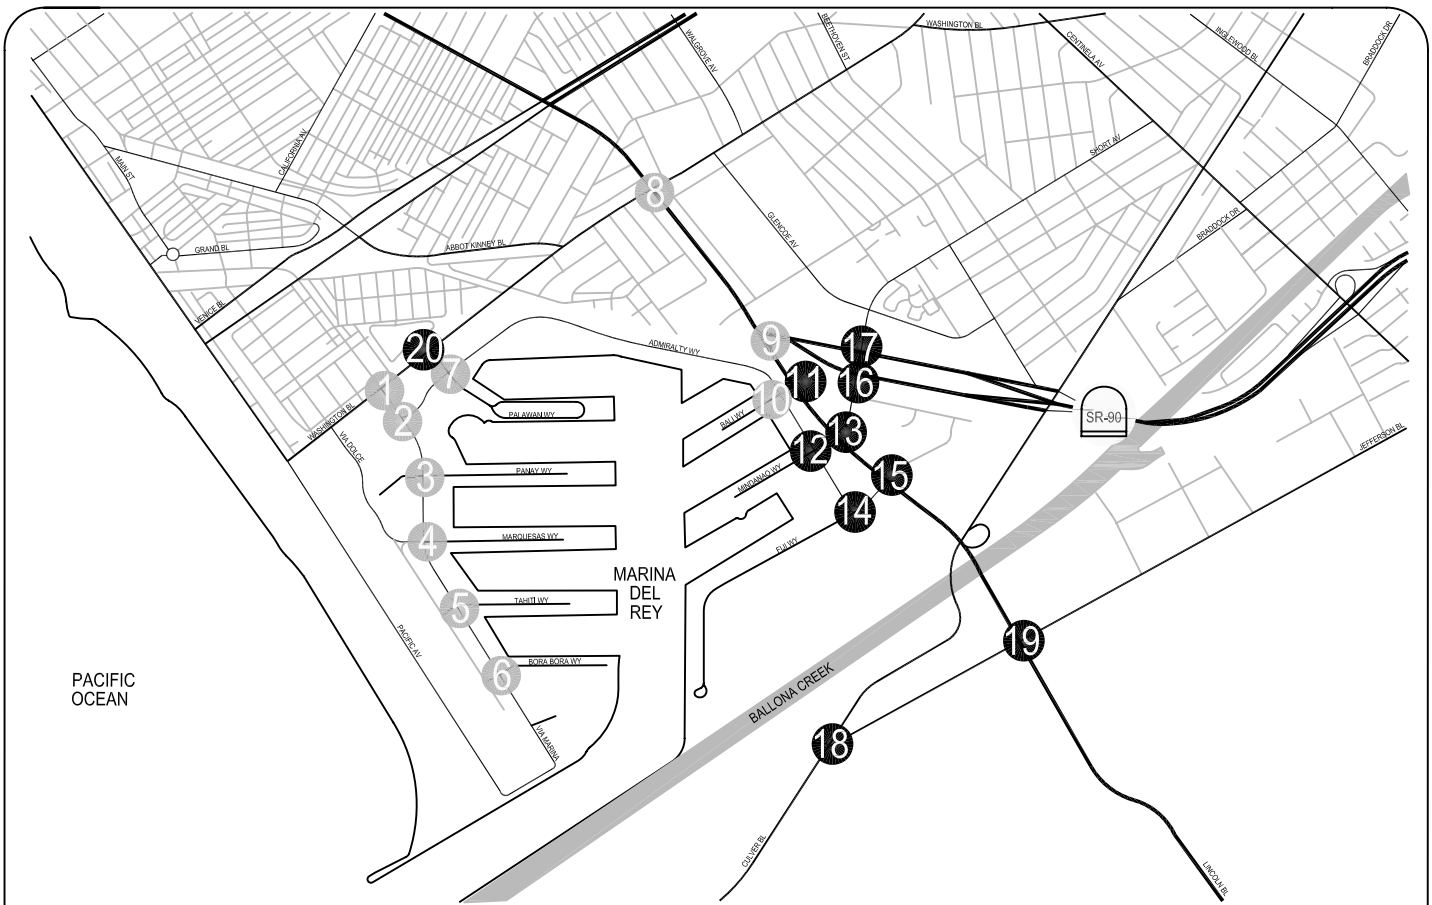 WASHINGTON BL
BEETHOVEN ST
WALGROVE AV
CENTINELA AV
INGLEWOOD BL
BRADDOCK DR
CALIFORNIA AV
MAIN ST
SHORT AV
8
GLENCOE AV
BRADDOCK DR
GRAND BL
ABBOT KINNEY BL
VENICE BL
ADMIRALTY WY
9
17
20
7
11
16
1
10
SR-90
2
PALAWAN WY
BALI WY
WASHINGTON BL
13
JEFFERSON BL
VIA DOLCE
12
3
PANAY WY
MINDANAO WY
15
14
4
MARQUESAS WY
FIJI WY
MARINA
DEL
REY
5
TAHITI WY
PACIFIC AV
19
6
BORA BORA WY
PACIFIC
OCEAN
BALLONA CREEK
VIA MARINA
18
CULVER BL
LINCOLN BL